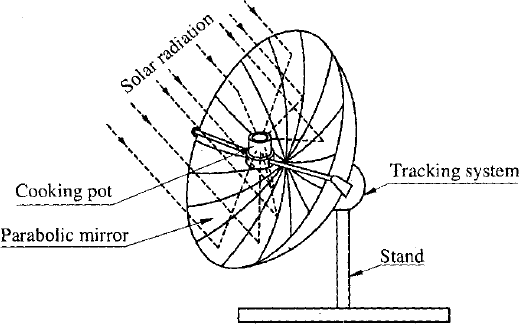 Solar radiation
Cooking pot
Parabolic mirror
Tracking system
Stand